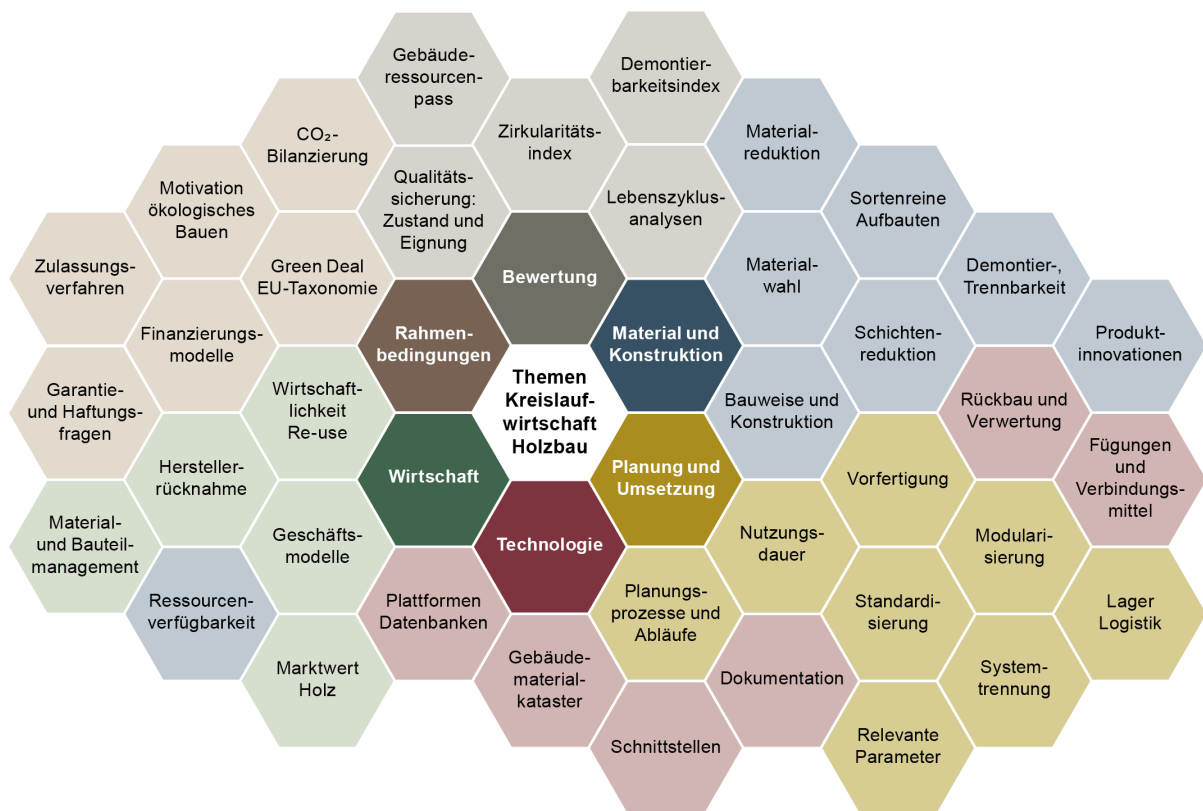 Gebäude-
ressourcen-
pass
Demontier-
barkeitsindex
CO₂-
Bilanzierung
Zirkularitäts-
index
Material-
reduktion
Motivation
ökologisches
Bauen
Qualitäts-
sicherung:
Zustand und
Eignung
Lebenszyklus-
analysen
Sortenreine
Aufbauten
Zulassungs-
verfahren
Green Deal
EU-Taxonomie
Bewertung
Material-
wahl
Demontier-,
Trennbarkeit
Finanzierungs-
modelle
Rahmen-
bedingungen
Material und
Konstruktion
Schichten-
reduktion
Produkt-
innovationen
Garantie-
und Haftungs-
fragen
Wirtschaft-
lichkeit
Re-use
Themen
Kreislauf-
wirtschaft
Holzbau
Bauweise und
Konstruktion
Rückbau und
Verwertung
Hersteller-
rücknahme
Wirtschaft
Planung und
Umsetzung
Vorfertigung
Fügungen
und
Verbindungs-
mittel
Material-
und Bauteil-
management
Geschäfts-
modelle
Technologie
Nutzungs-
dauer
Modulari-
sierung
Ressourcen-
verfügbarkeit
Plattformen
Datenbanken
Planungs-
prozesse und
Abläufe
Standardi-
sierung
Lager
Logistik
Marktwert
Holz
Gebäude-
material-
kataster
Dokumentation
System-
trennung
Schnittstellen
Relevante
Parameter